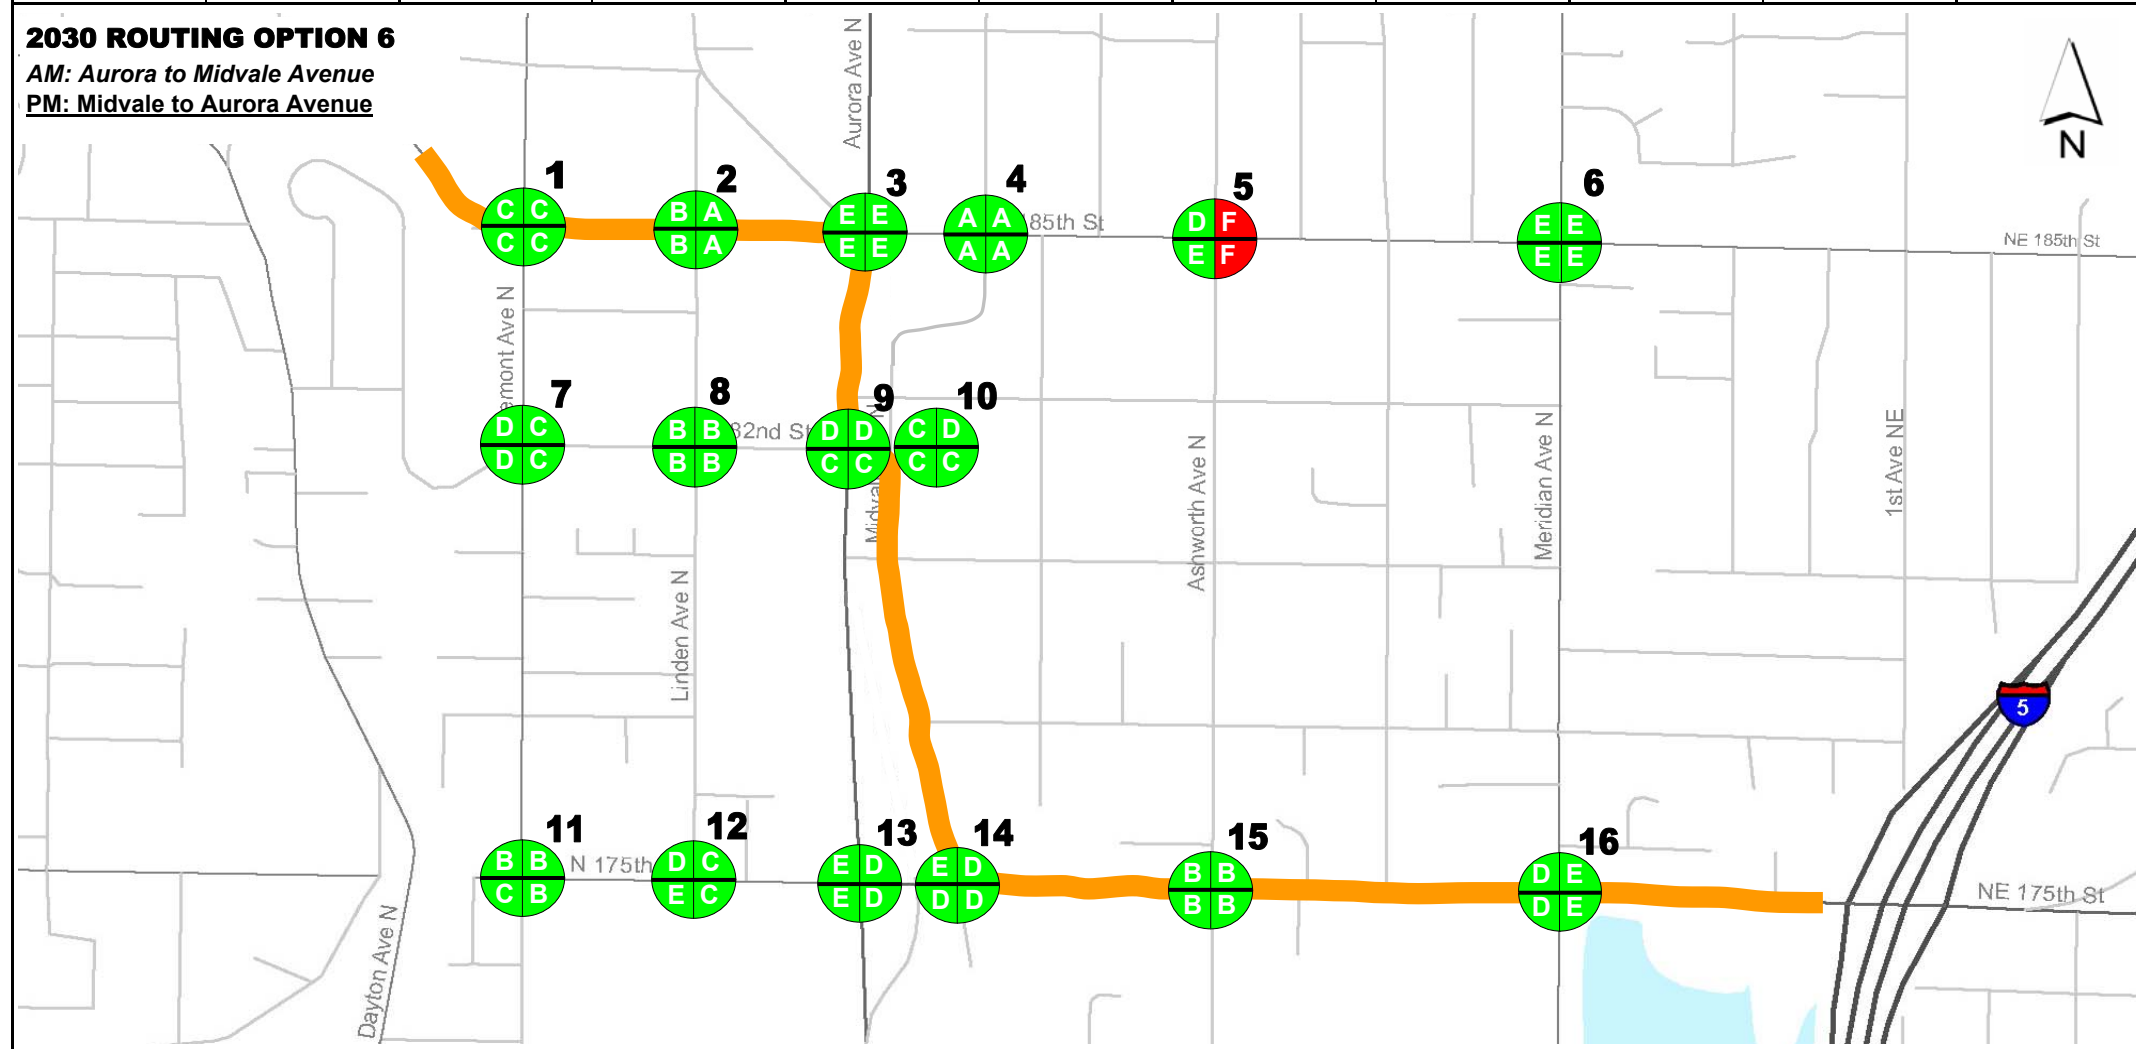 2030 ROUTING OPTION 6
AM: Aurora to Midvale Avenue
PM: Midvale to Aurora Avenue
Aurora Ave N
N
1
C C
C C
2
B A
B A
3
E E
E E
4
A A
A A
85th St
5
D F
E F
6
E E
E E
NE 185th St
emont Ave N
7
D C
D C
8
B B
B B
82nd St
9
D D
C C
10
C D
C C
Midva
N
Ashworth Ave N
Meridian Ave N
1st Ave NE
Linden Ave N
5
11
B B
C B
N 175th
12
D C
E C
13
E D
E D
14
E D
D D
15
B B
B B
16
D E
D E
NE 175th St
Dayton Ave N